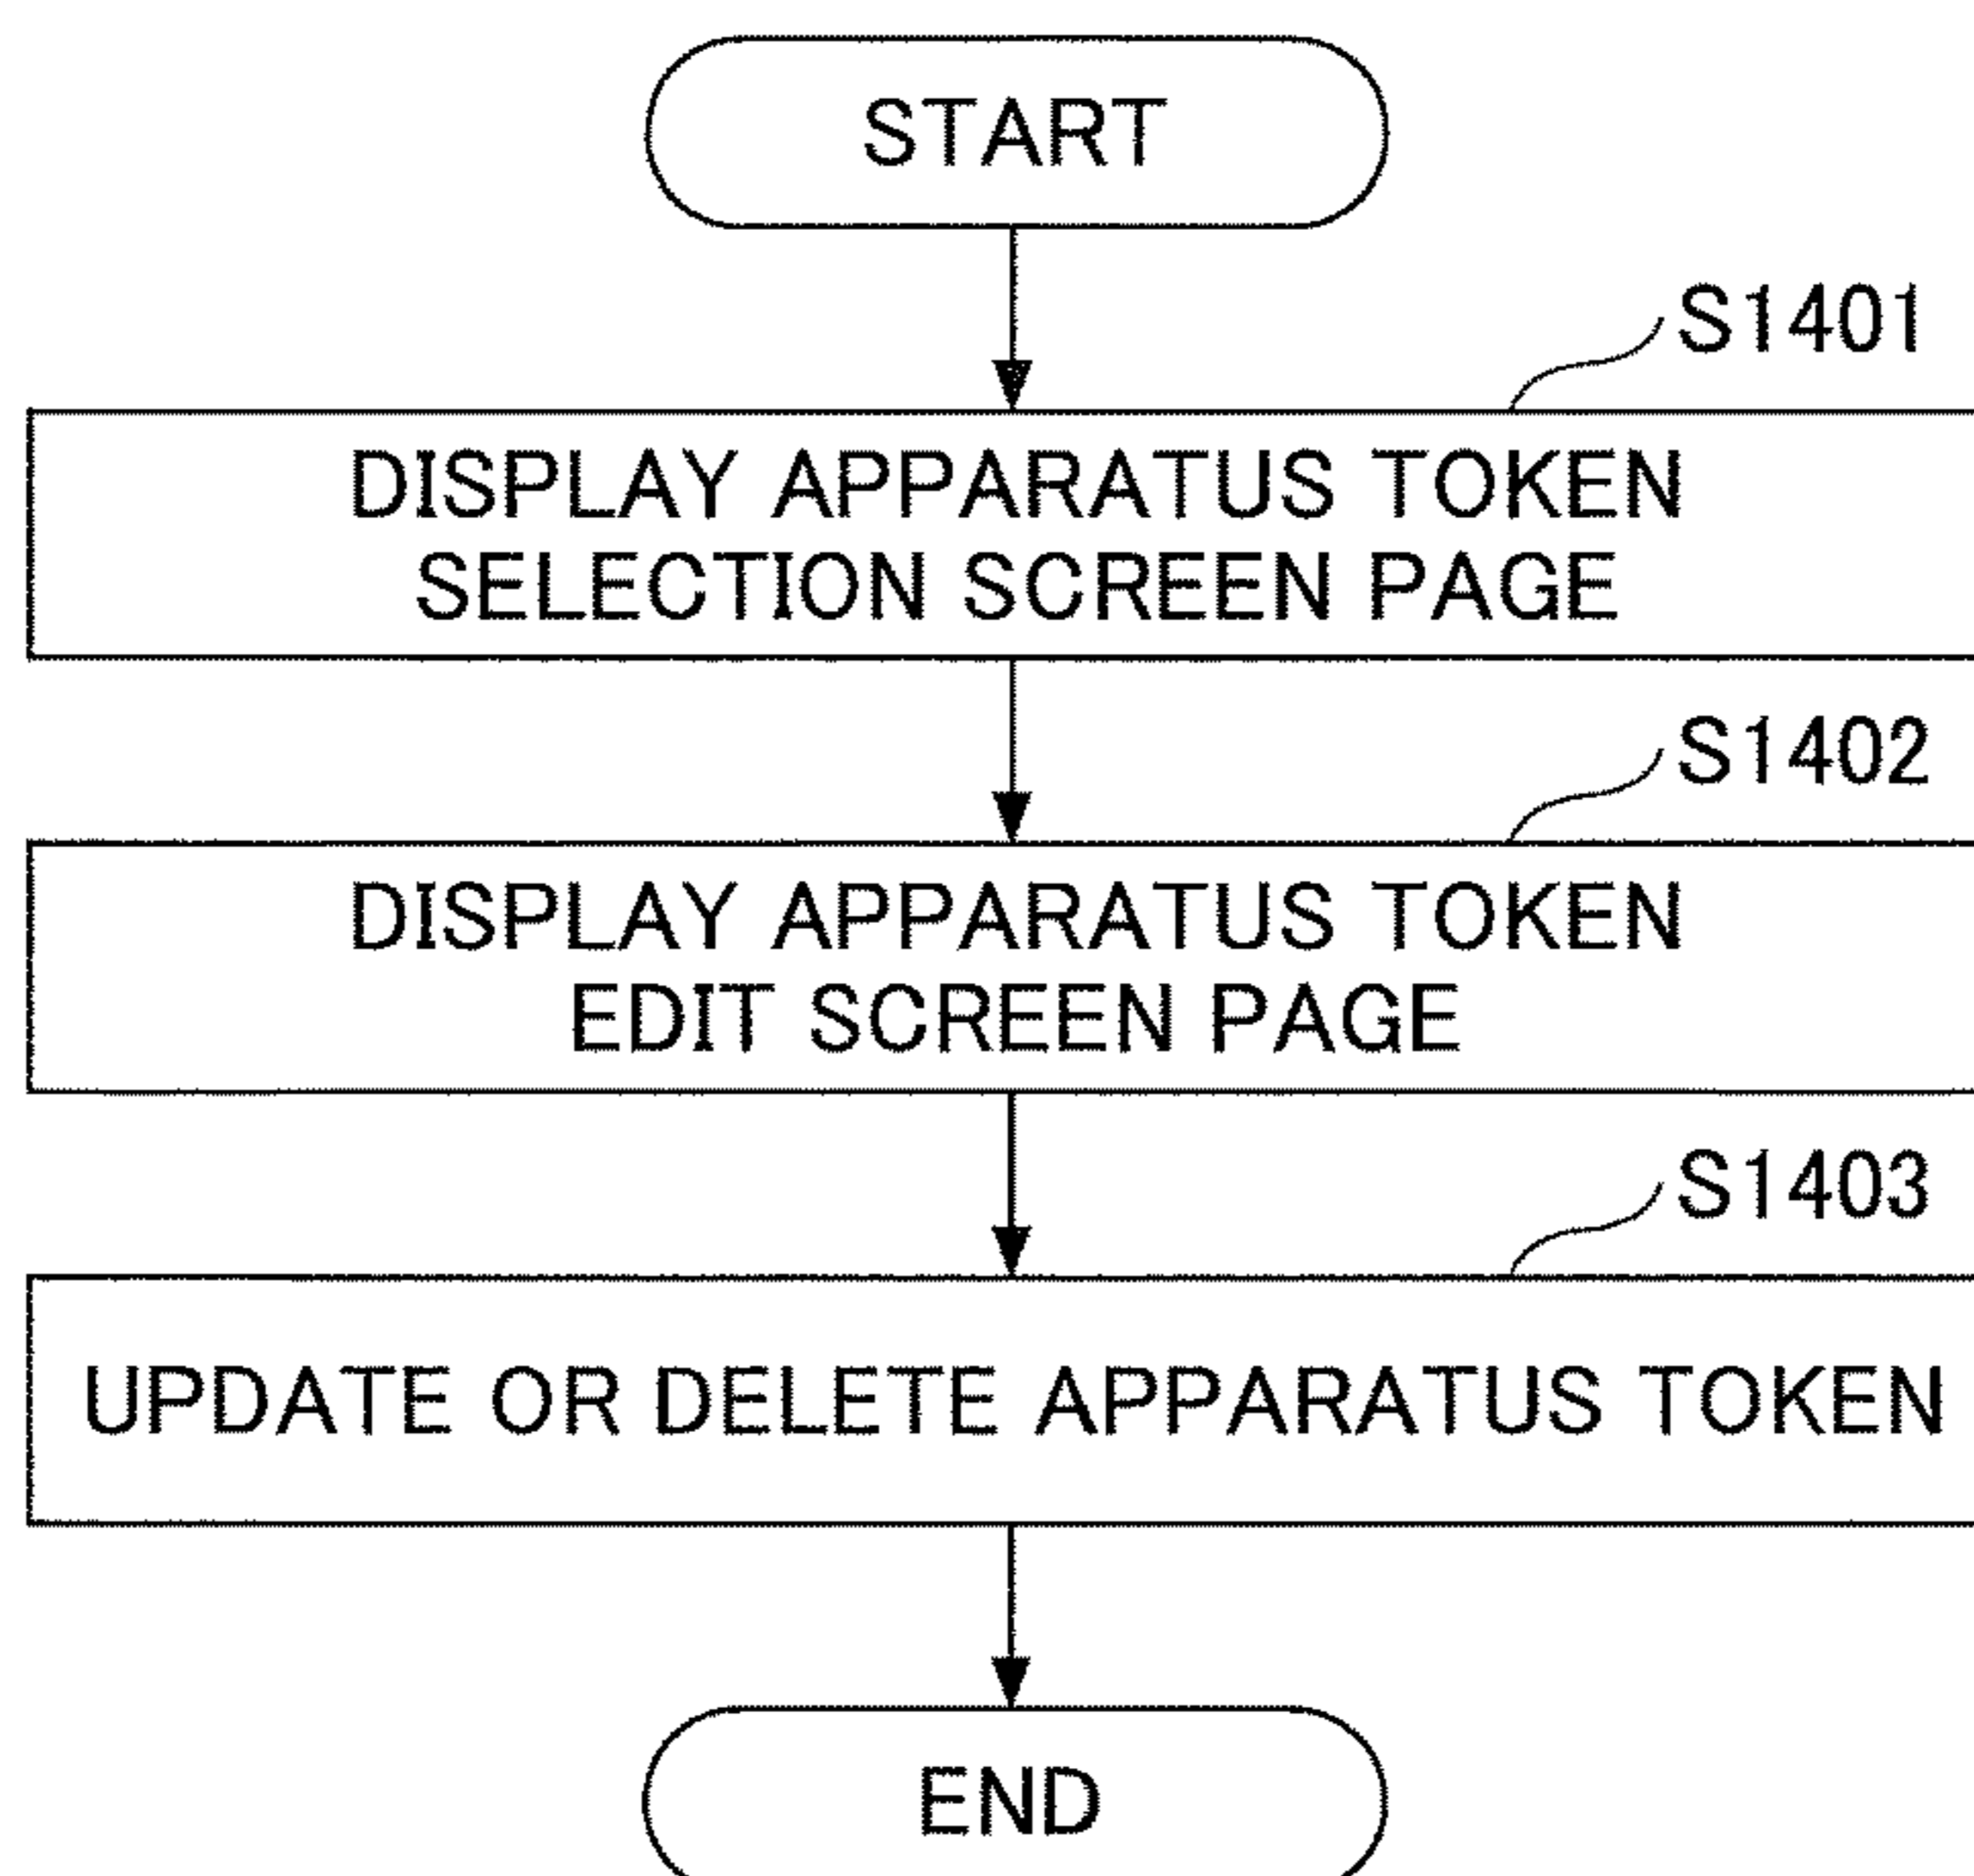 START
S1401
DISPLAY APPARATUS TOKEN
SELECTION SCREEN PAGE
S1402
DISPLAY APPARATUS TOKEN
EDIT SCREEN PAGE
S1403
UPDATE OR DELETE APPARATUS TOKEN
END